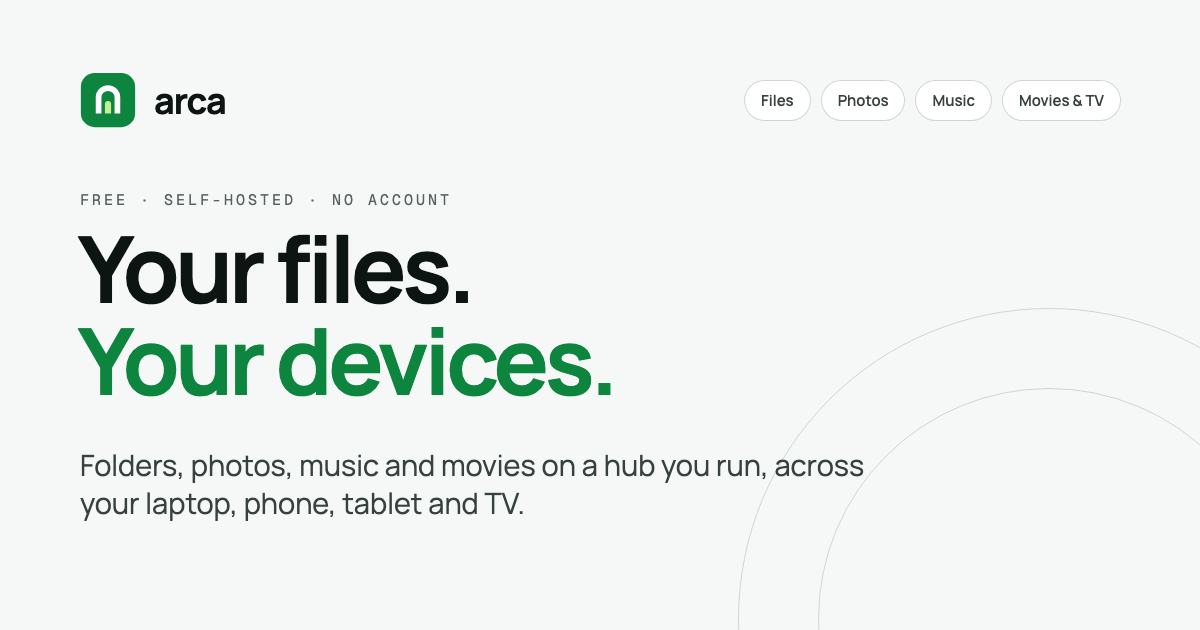 arca
Files
Photos
Music
Movies & TV
FREE · SELF-HOSTED · NO ACCOUNT
Your files.
Your devices.
Folders, photos, music and movies on a hub you run, across
your laptop, phone, tablet and TV.